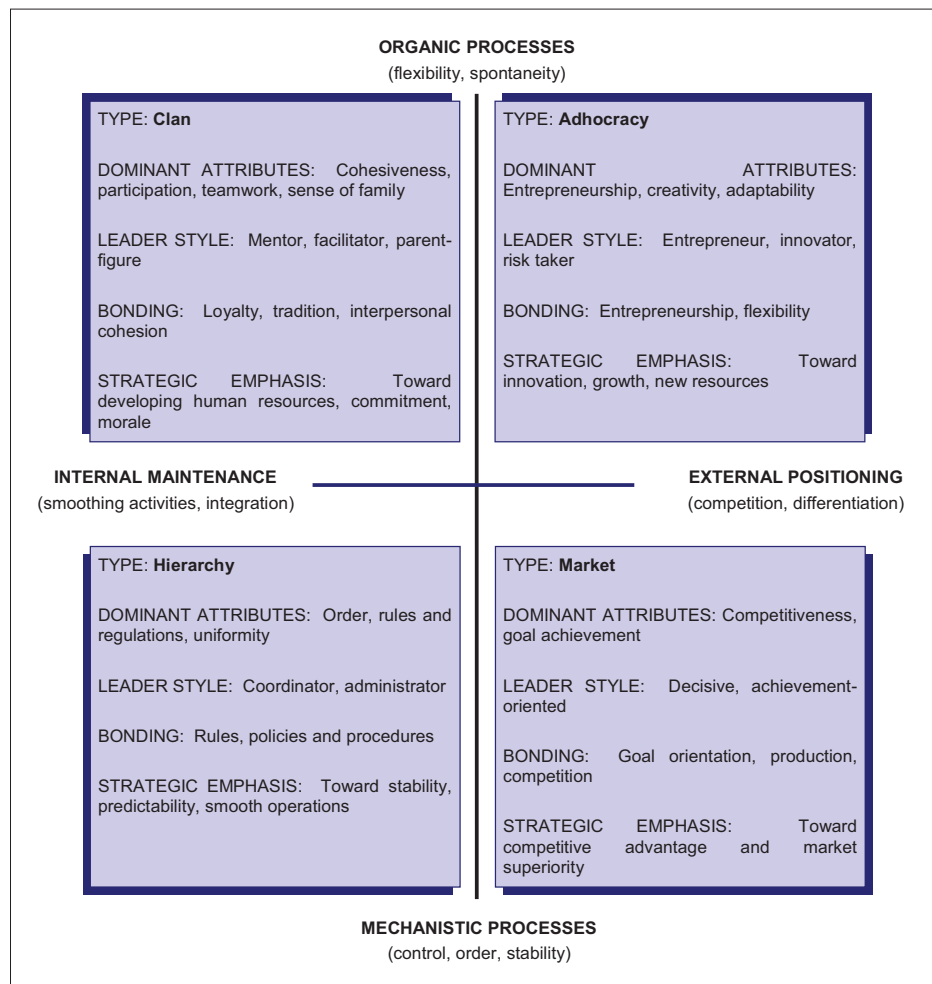 ORGANIC PROCESSES
(flexibility, spontaneity)
TYPE: Clan
DOMINANT ATTRIBUTES: Cohesiveness,
participation, teamwork, sense of family
LEADER STYLE: Mentor, facilitator, parent-
figure
BONDING: Loyalty, tradition, interpersonal
cohesion
STRATEGIC EMPHASIS: Toward
developing human resources, commitment,
morale
TYPE: Adhocracy
DOMINANT ATTRIBUTES:
Entrepreneurship, creativity, adaptability
LEADER STYLE: Entrepreneur, innovator,
risk taker
BONDING: Entrepreneurship, flexibility
STRATEGIC EMPHASIS: Toward
innovation, growth, new resources
INTERNAL MAINTENANCE
(smoothing activities, integration)
EXTERNAL POSITIONING
(competition, differentiation)
TYPE: Hierarchy
DOMINANT ATTRIBUTES: Order, rules and
regulations, uniformity
LEADER STYLE: Coordinator, administrator
BONDING: Rules, policies and procedures
STRATEGIC EMPHASIS: Toward stability,
predictability, smooth operations
TYPE: Market
DOMINANT ATTRIBUTES: Competitiveness,
goal achievement
LEADER STYLE: Decisive, achievement-
oriented
BONDING: Goal orientation, production,
competition
STRATEGIC EMPHASIS: Toward
competitive advantage and market
superiority
MECHANISTIC PROCESSES
(control, order, stability)